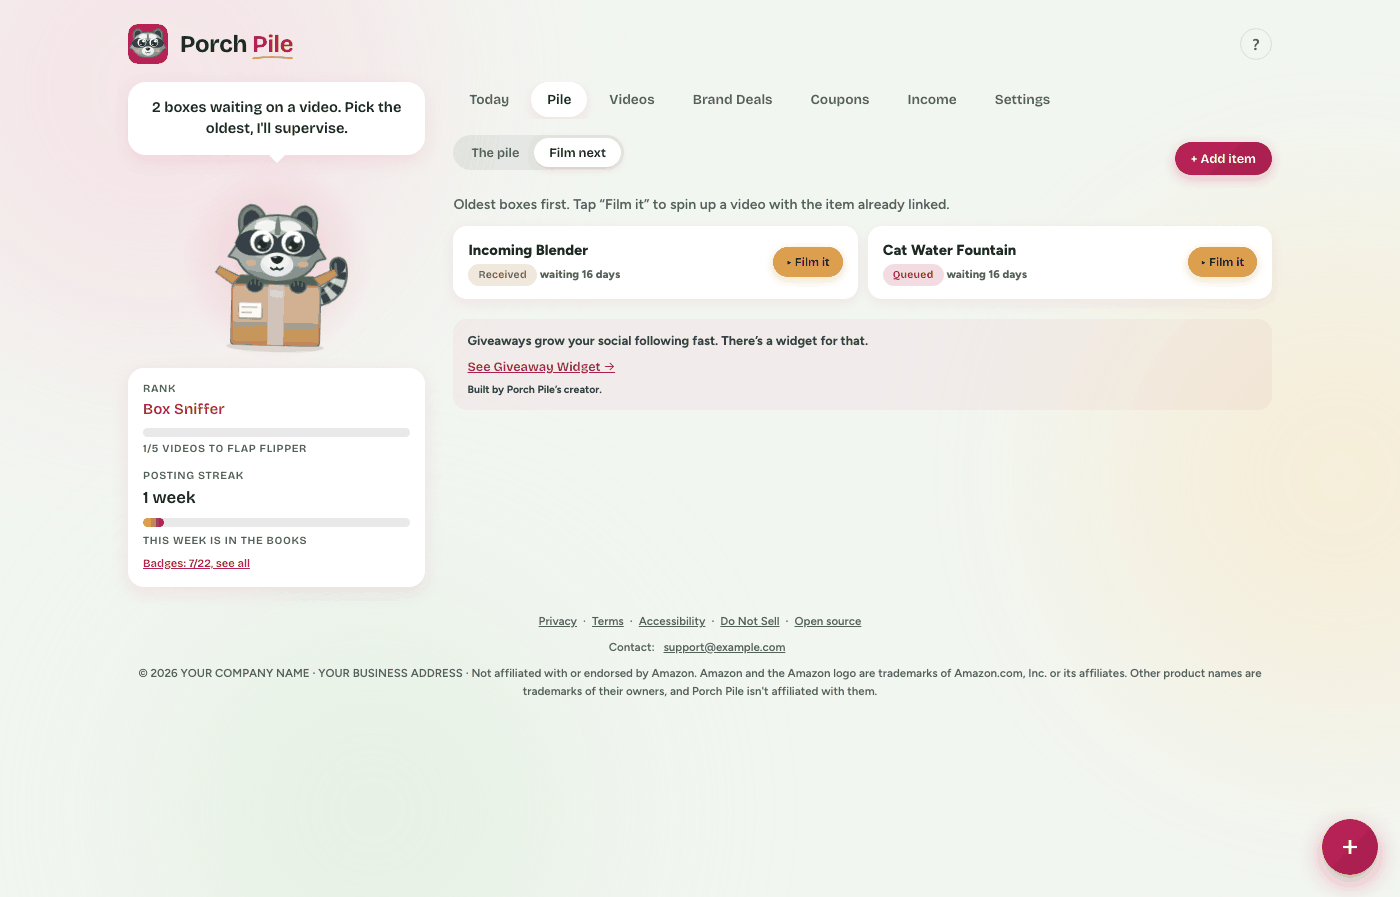 Porch Pile
?
2 boxes waiting on a video. Pick the
oldest, I'll supervise.
RANK
Box Sniffer
1/5 VIDEOS TO FLAP FLIPPER
POSTING STREAK
1 week
THIS WEEK IS IN THE BOOKS
Badges: 7/22, see all
Today Pile Videos Brand Deals Coupons Income Settings
The pile Film next
+ Add item
Oldest boxes first. Tap “Film it” to spin up a video with the item already linked.
Incoming Blender
Received waiting 16 days
▸ Film it
Cat Water Fountain
Queued waiting 16 days
▸ Film it
Giveaways grow your social following fast. There’s a widget for that.
See Giveaway Widget →
Built by Porch Pile’s creator.
Privacy · Terms · Accessibility · Do Not Sell · Open source
Contact: support@example.com
© 2026 YOUR COMPANY NAME · YOUR BUSINESS ADDRESS · Not affiliated with or endorsed by Amazon. Amazon and the Amazon logo are trademarks of Amazon.com, Inc. or its affiliates. Other product names are
trademarks of their owners, and Porch Pile isn't affiliated with them.
+